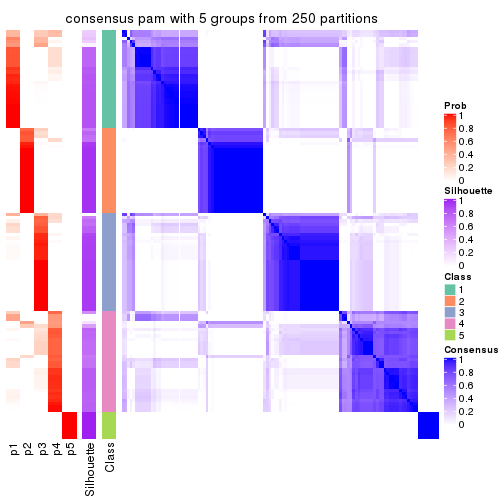 consensus pam with 5 groups from 250 partitions
Prob
1
0.8
0.6
0.4
0.2
0
Silhouette
1
0.8
0.6
0.4
0.2
0
Class
1
2
3
4
5
Consensus
1
0.8
0.6
0.4
0.2
0
p1
p2
p3
p4
p5
Silhouette
Class